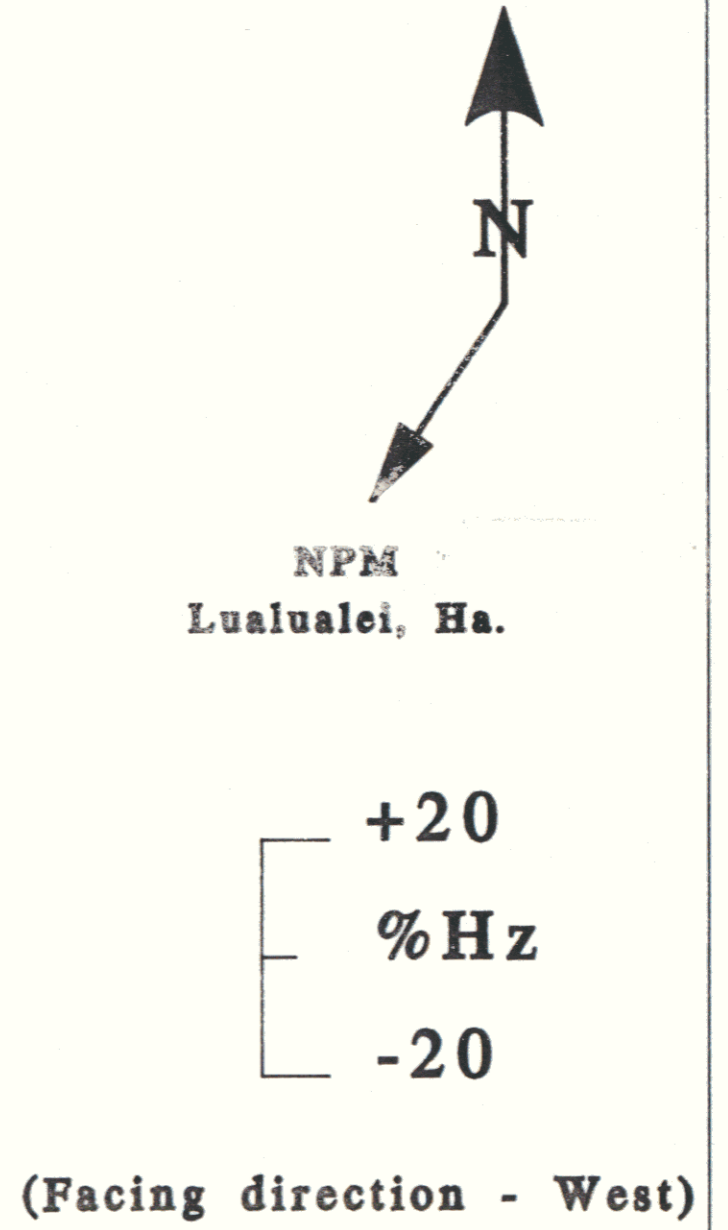 N
NPM
Lualualei, Ha.
+20
%Hz
-20
(Facing direction - West)